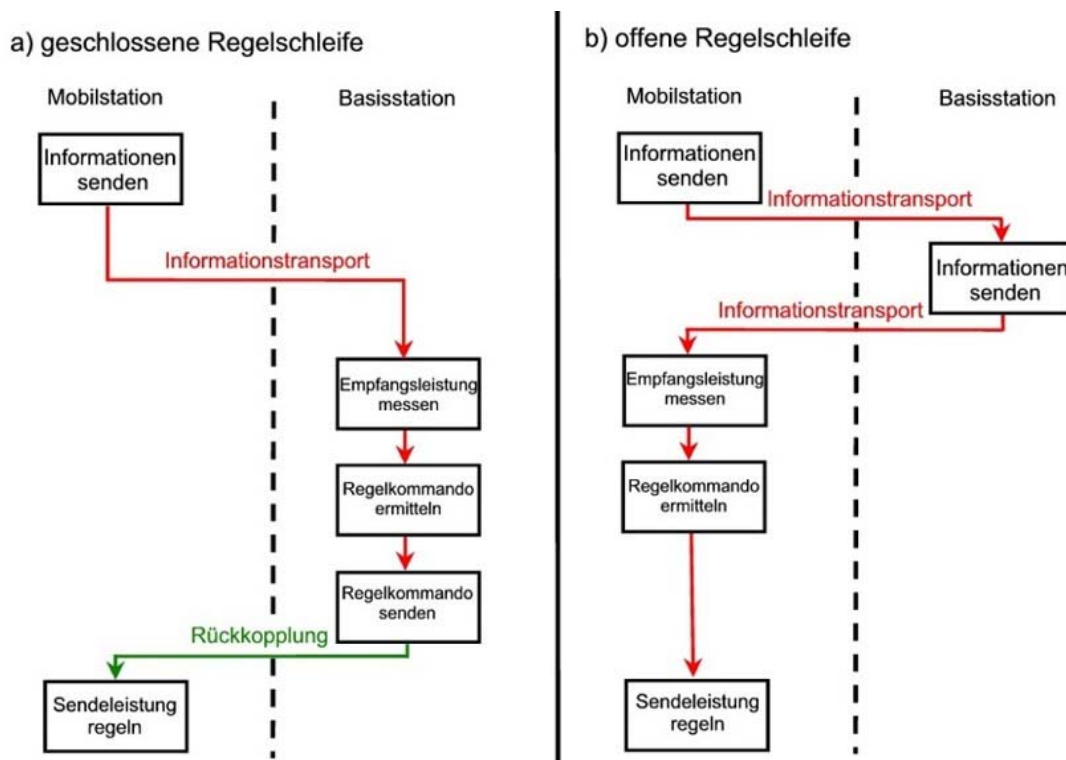 a) geschlossene Regelschleife
Mobilstation
Basisstation
Informationen
senden
Informationstransport
Empfangsleistung
messen
Regelkommando
ermitteln
Regelkommando
senden
Rückkopplung
Sendeleistung
regeln
b) offene Regelschleife
Mobilstation
Basisstation
Informationen
senden
Informationstransport
Informationen
senden
Informationstransport
Empfangsleistung
messen
Regelkommando
ermitteln
Sendeleistung
regeln